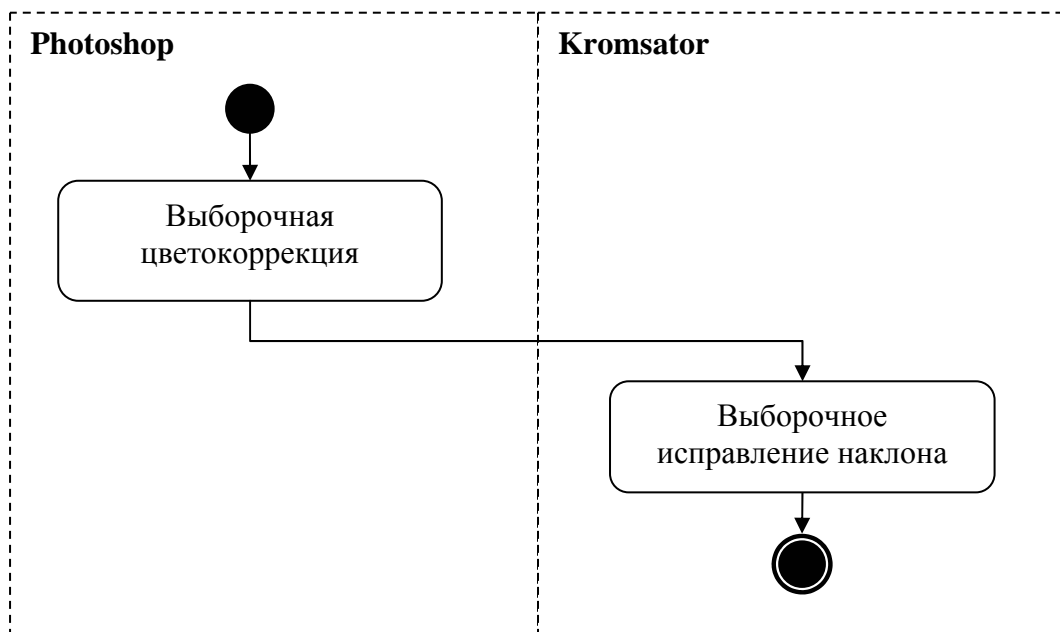 Photoshop
Kromsator
Выборочная
цветокоррекция
Выборочное
исправление наклона